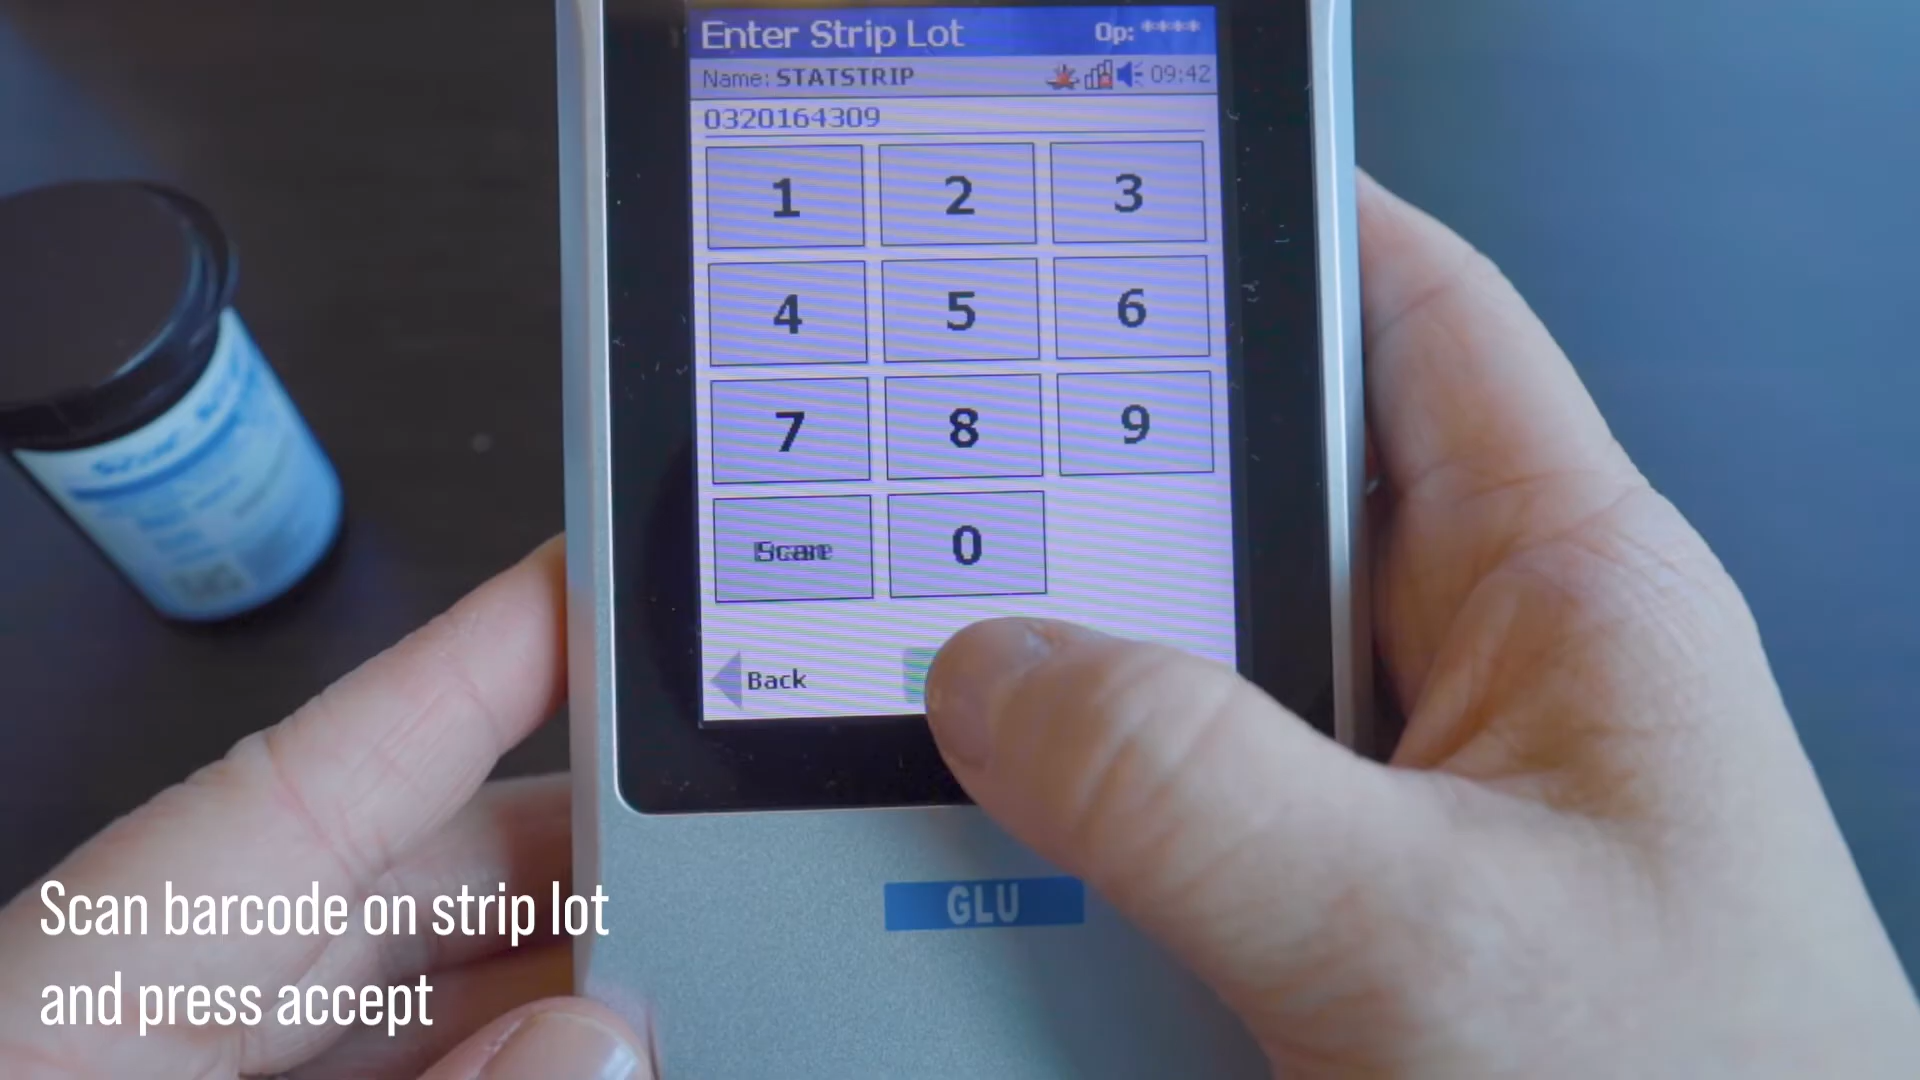 Enter Strip Lot Op: ****
Name: STATSTRIP 09:42
0320164309
1 2 3
4 5 6
7 8 9
0
Back
GLU
Scan barcode on strip lot
and press accept